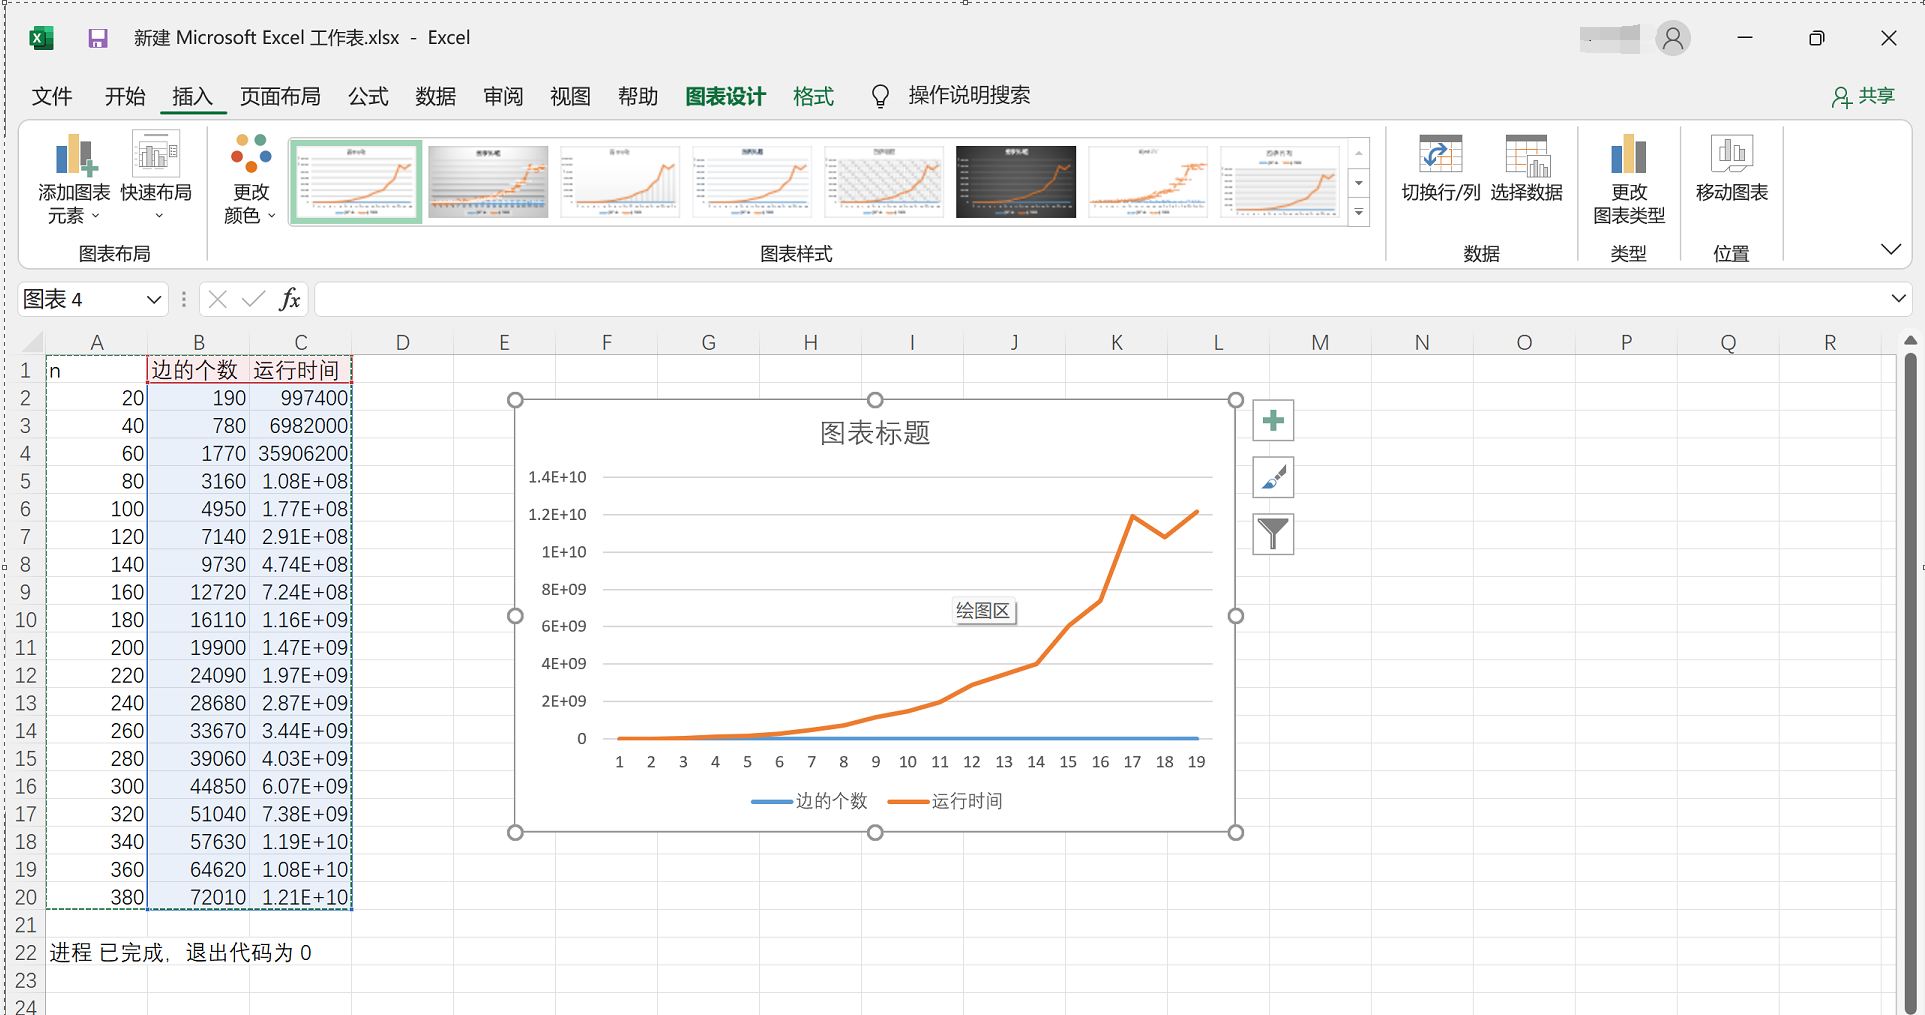 新建 Microsoft Excel 工作表.xlsx - Excel
文件 开始 插入 页面布局 公式 数据 审阅 视图 帮助 图表设计 格式 操作说明搜索 共享
添加图表元素 快速布局 更改颜色 切换行/列 选择数据 更改图表类型 移动图表
图表布局 图表样式 数据 类型 位置
图表 4 fx
A B C D E F G H I J K L M N O P Q R
1 n 边的个数 运行时间
2 20 190 997400
3 40 780 6982000
4 60 1770 35906200
5 80 3160 1.08E+08
6 100 4950 1.77E+08
7 120 7140 2.91E+08
8 140 9730 4.74E+08
9 160 12720 7.24E+08
10 180 16110 1.16E+09
11 200 19900 1.47E+09
12 220 24090 1.97E+09
13 240 28680 2.87E+09
14 260 33670 3.44E+09
15 280 39060 4.03E+09
16 300 44850 6.07E+09
17 320 51040 7.38E+09
18 340 57630 1.19E+10
19 360 64620 1.08E+10
20 380 72010 1.21E+10
21
22 进程 已完成，退出代码为 0
23
24
图表标题
1.4E+10
1.2E+10
1E+10
8E+09
6E+09
4E+09
2E+09
0
绘图区
1 2 3 4 5 6 7 8 9 10 11 12 13 14 15 16 17 18 19
边的个数 运行时间